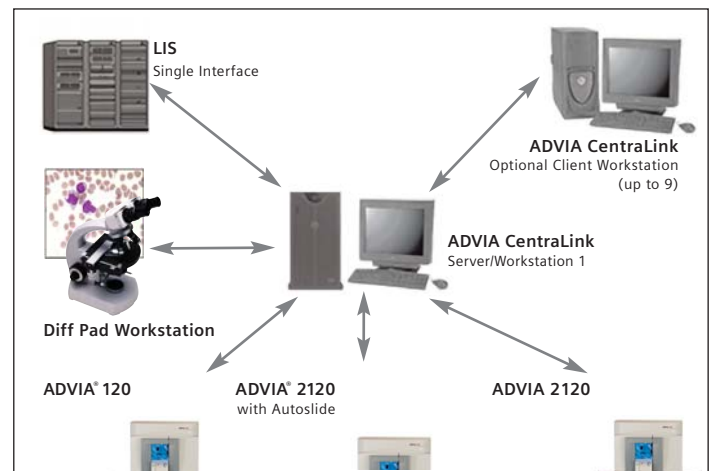 LIS
Single Interface
ADVIA CentraLink
Optional Client Workstation
(up to 9)
ADVIA CentraLink
Server/Workstation 1
Diff Pad Workstation
ADVIA® 120
ADVIA® 2120
with Autoslide
ADVIA 2120